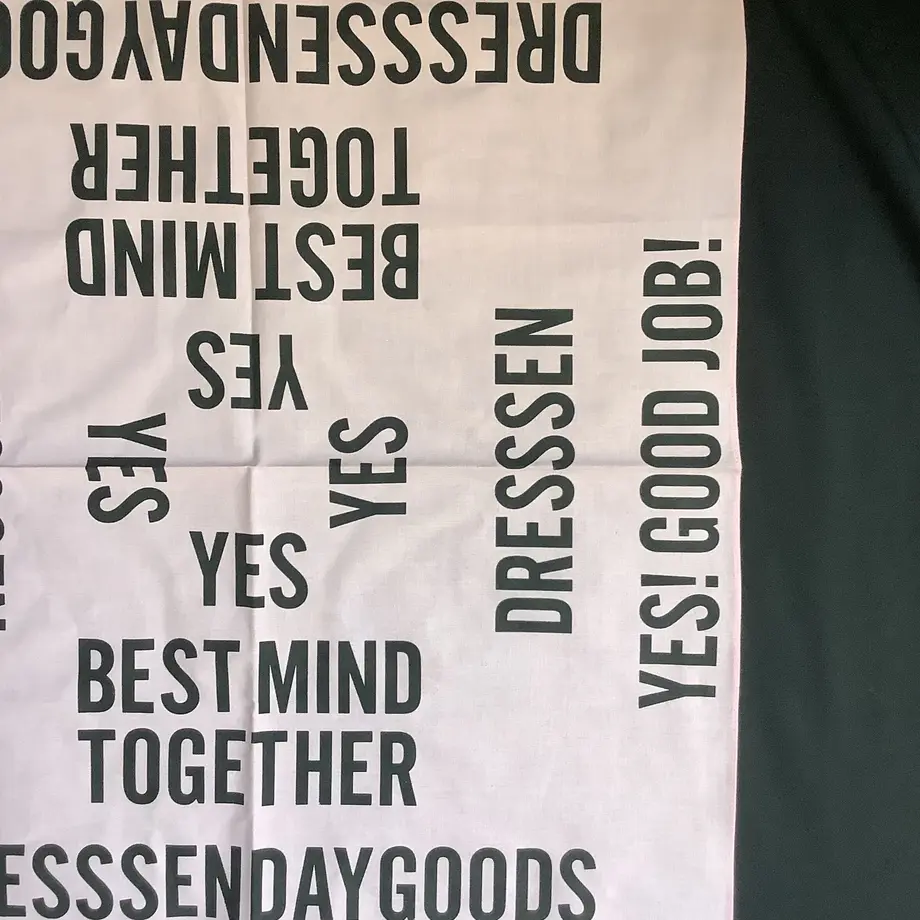 DRESSSENDAYGOO
TOGETHER
BEST MIND
YES
YES
YES
YES
DRESSSEN
YES! GOOD JOB!
BEST MIND
TOGETHER
ESSSENDAYGOODS